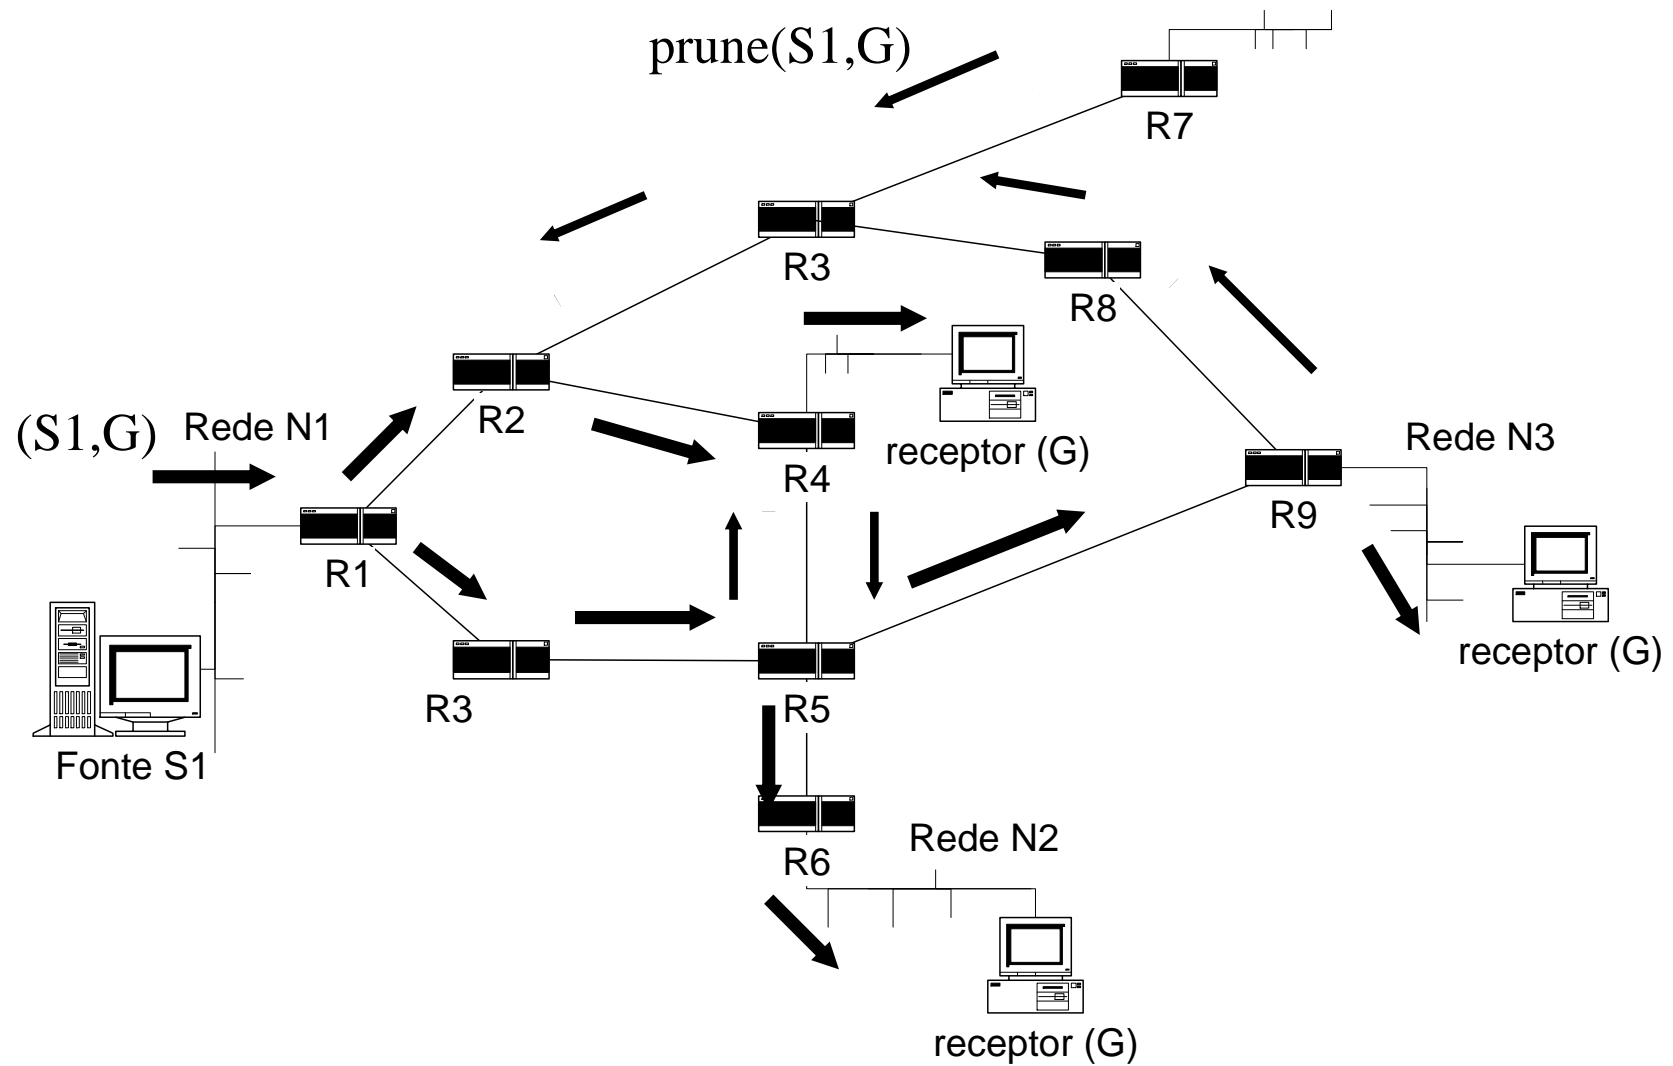 prune(S1,G)
R7
R3
R8
(S1,G)
Rede N1
R2
receptor (G)
R4
Rede N3
R9
R1
receptor (G)
R3
R5
Fonte S1
Rede N2
R6
receptor (G)